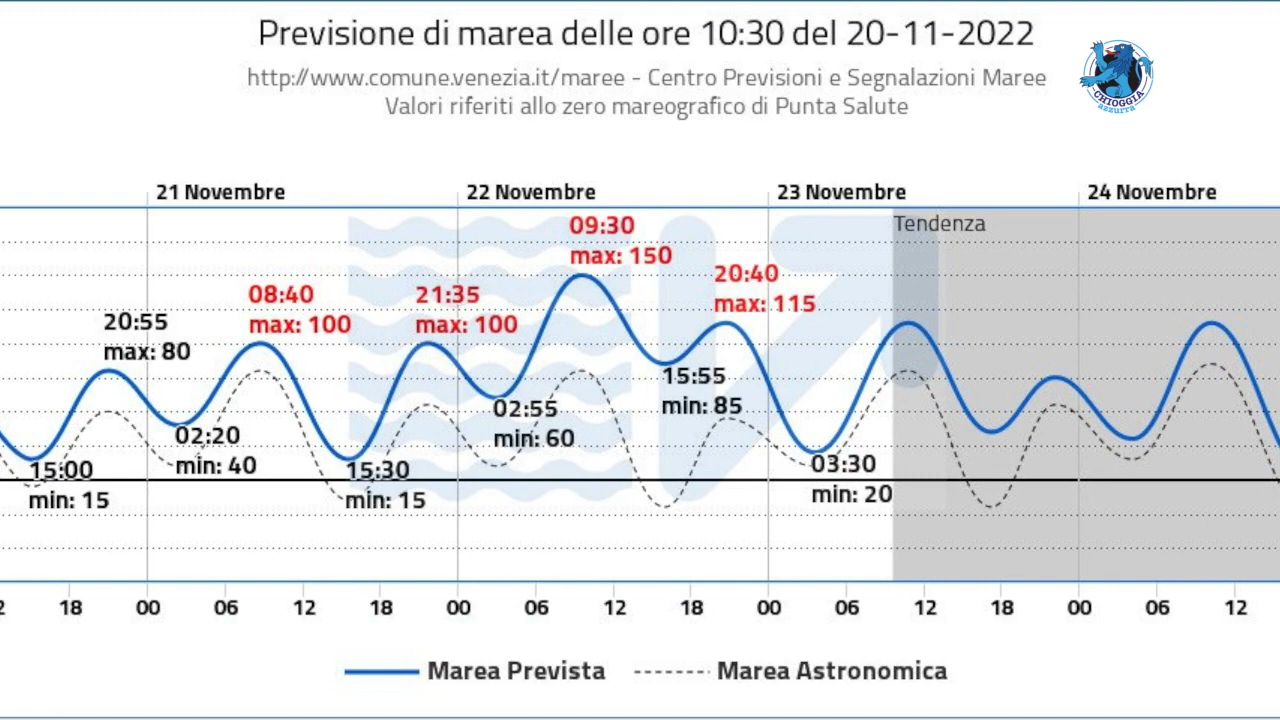 Previsione di marea delle ore 10:30 del 20-11-2022
http://www.comune.venezia.it/maree - Centro Previsioni e Segnalazioni Maree
Valori riferiti allo zero mareografico di Punta Salute
CHIOGGIA
azzurra
21 Novembre
22 Novembre
23 Novembre
24 Novembre
Tendenza
15:00
min: 15
20:55
max: 80
02:20
min: 40
08:40
max: 100
15:30
min: 15
21:35
max: 100
02:55
min: 60
09:30
max: 150
15:55
min: 85
20:40
max: 115
03:30
min: 20
2 18 00 06 12 18 00 06 12 18 00 06 12 18 00 06 12
Marea Prevista Marea Astronomica